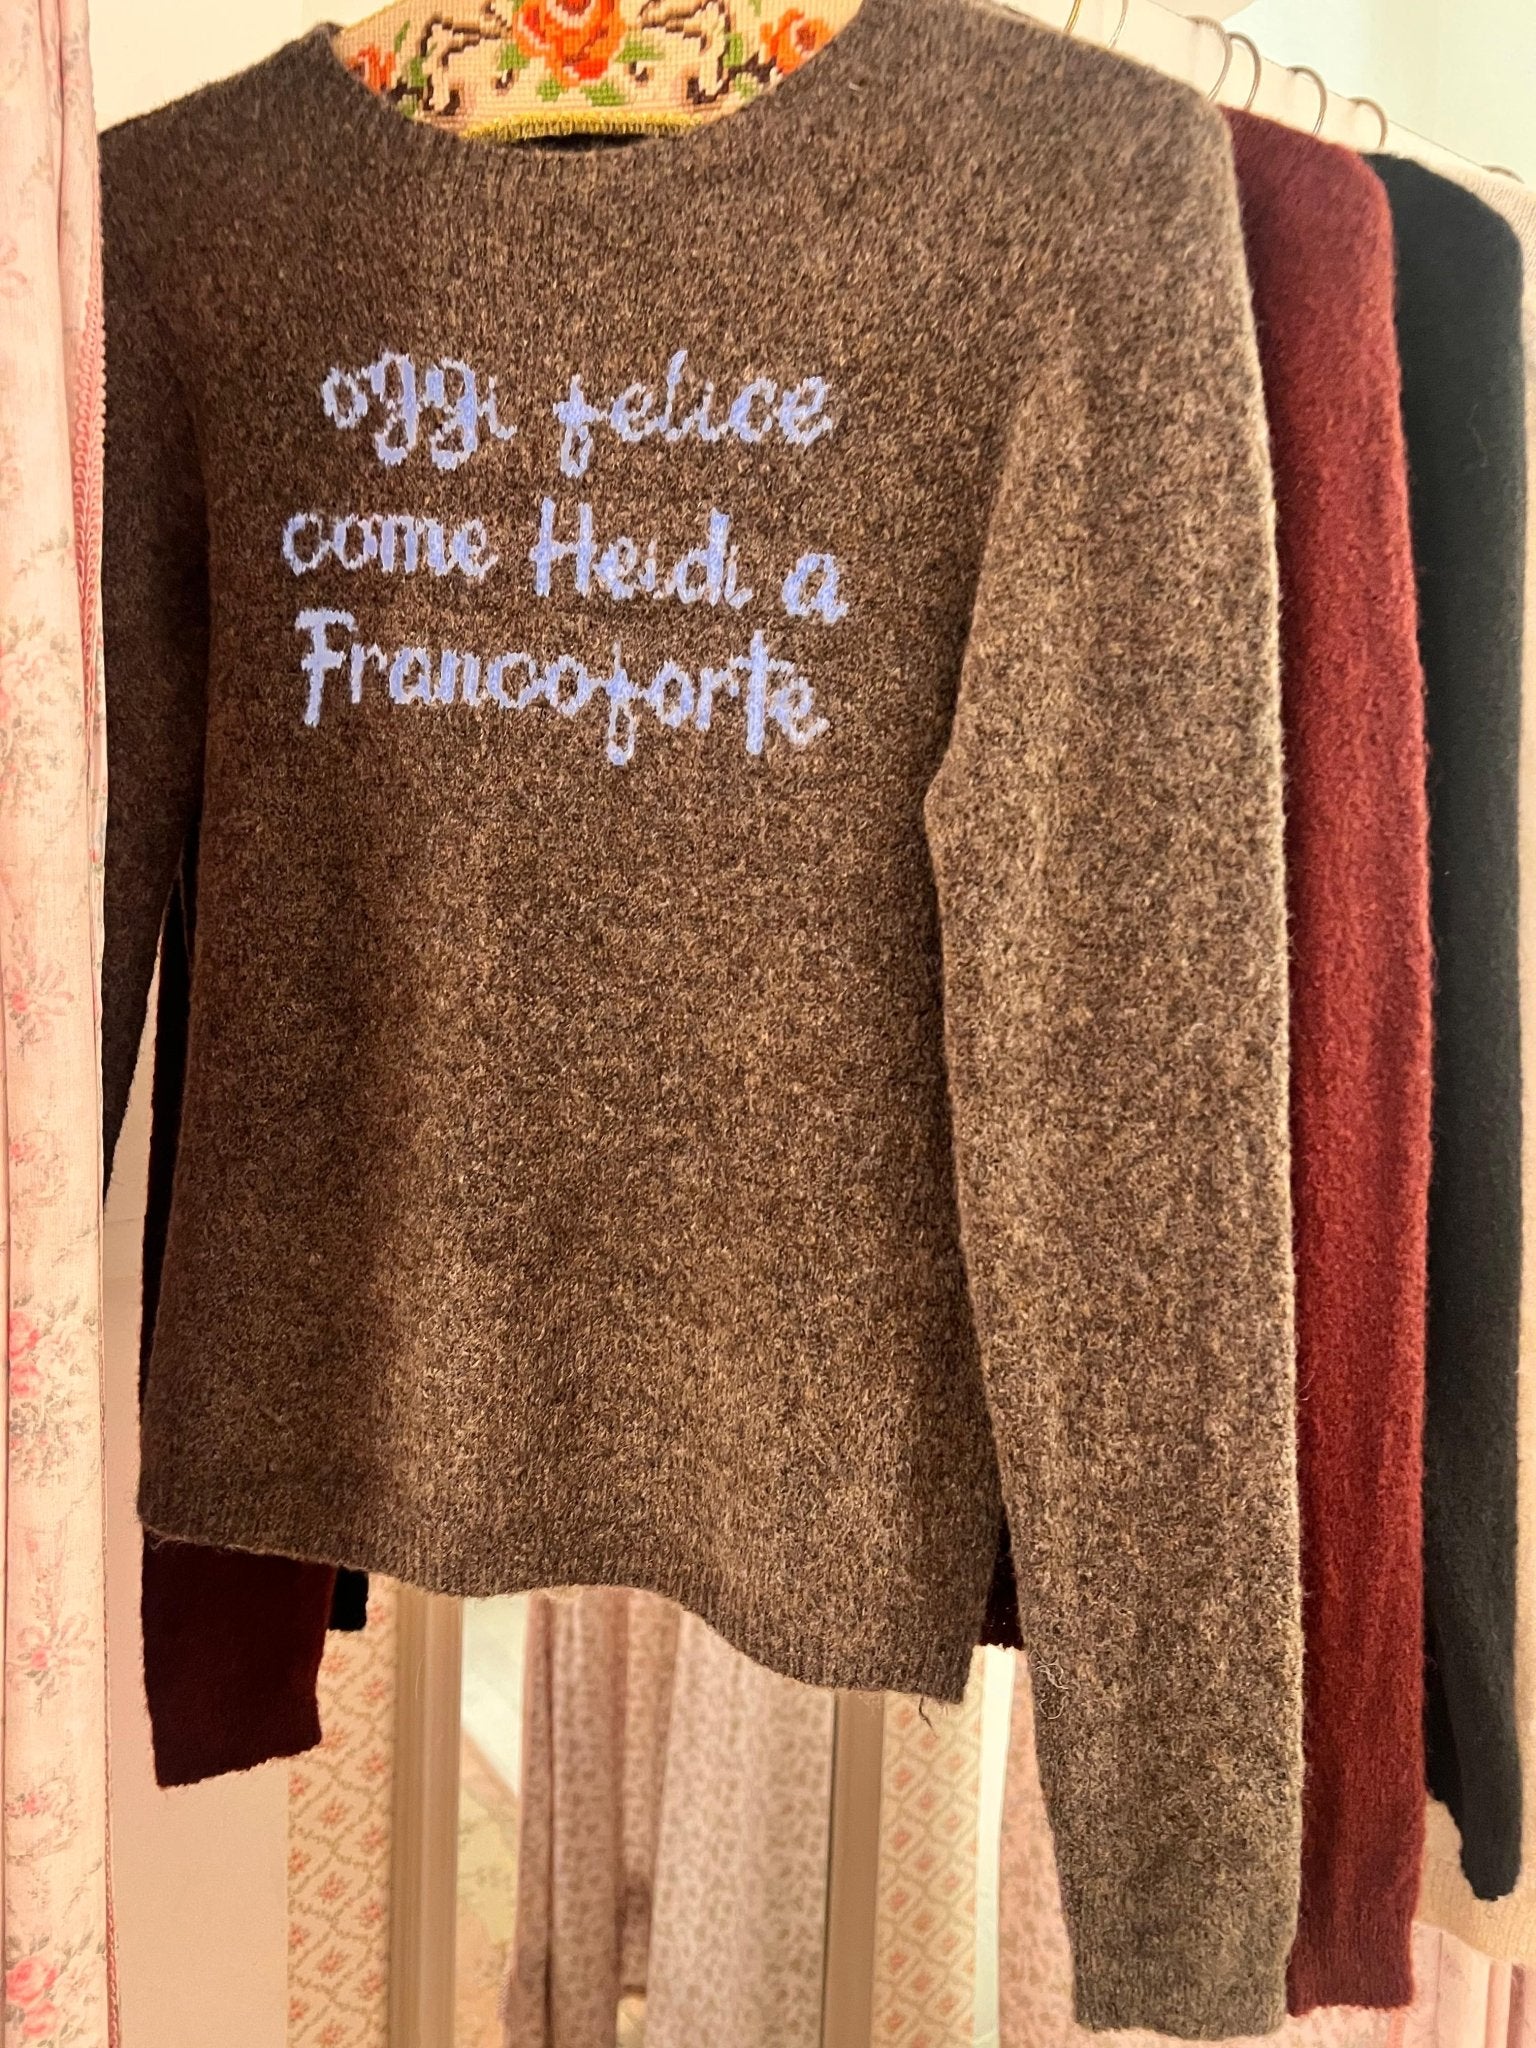 oggi felice
come Heidi a
Francoforte